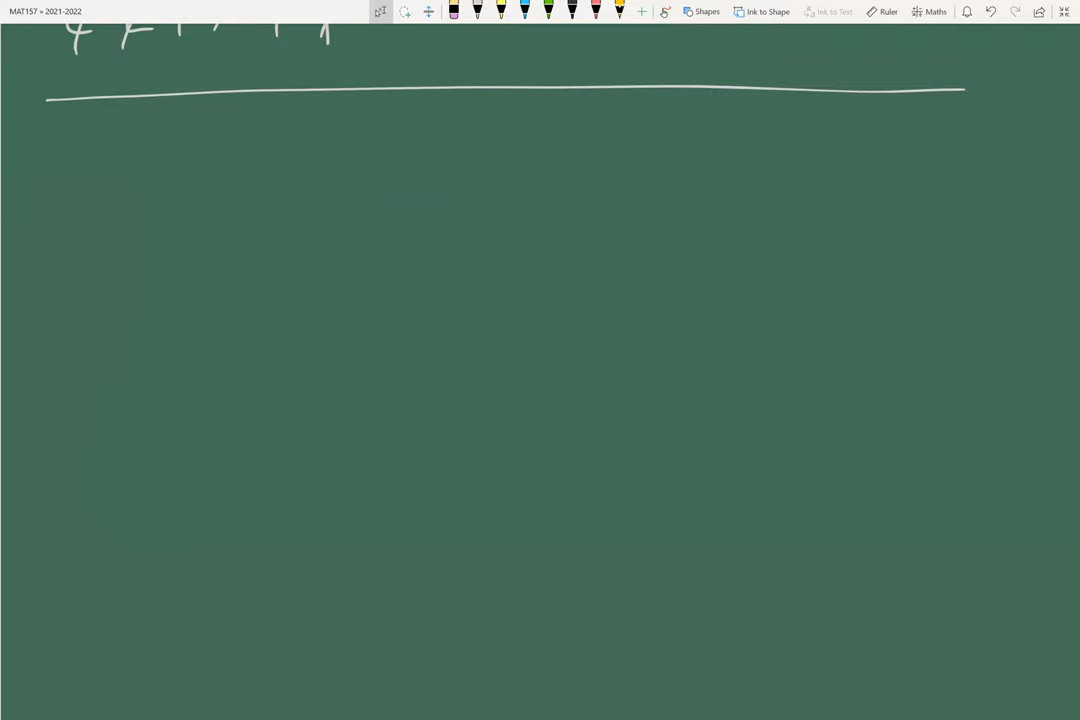 MAT157 » 2021-2022
Shapes
Ink to Shape
Ink to Text
Ruler
Maths